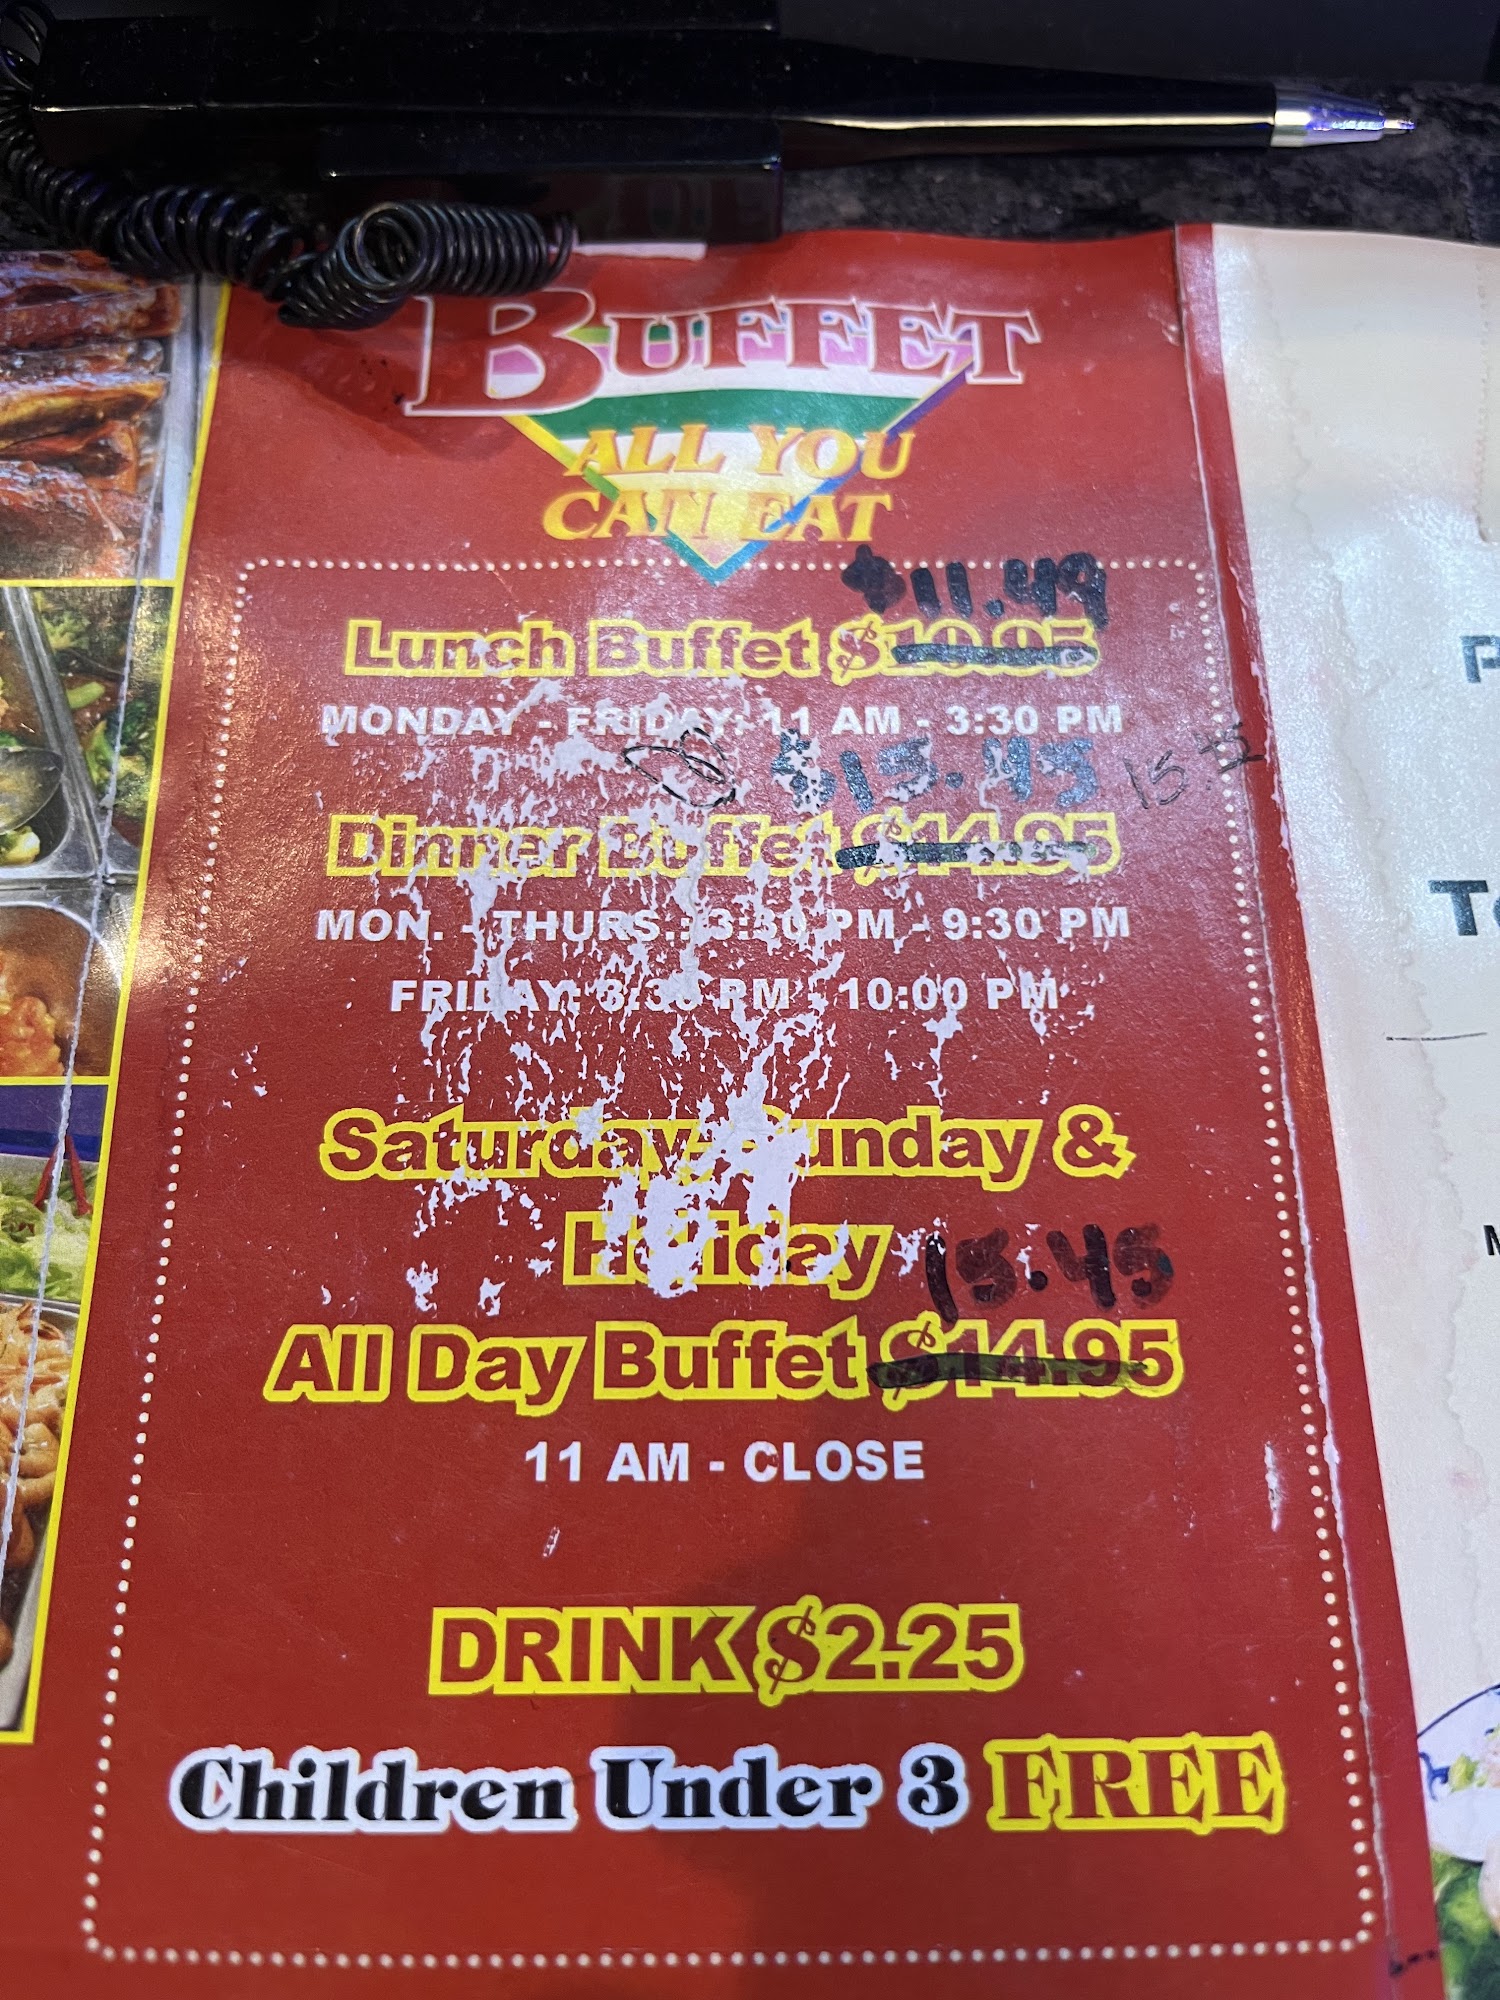 BUFFET
ALL YOU
CAN EAT
$11.49
Lunch Buffet $10.95
MONDAY - FRIDAY: 11 AM - 3:30 PM
$15.45 15.45
Dinner Buffet $14.95
MON. - THURS.: 3:30 PM - 9:30 PM
FRIDAY: 3:30 PM - 10:00 PM
Saturday, Sunday &
Holiday 15.45
All Day Buffet $14.95
11 AM - CLOSE
DRINK $2.25
Children Under 3 FREE